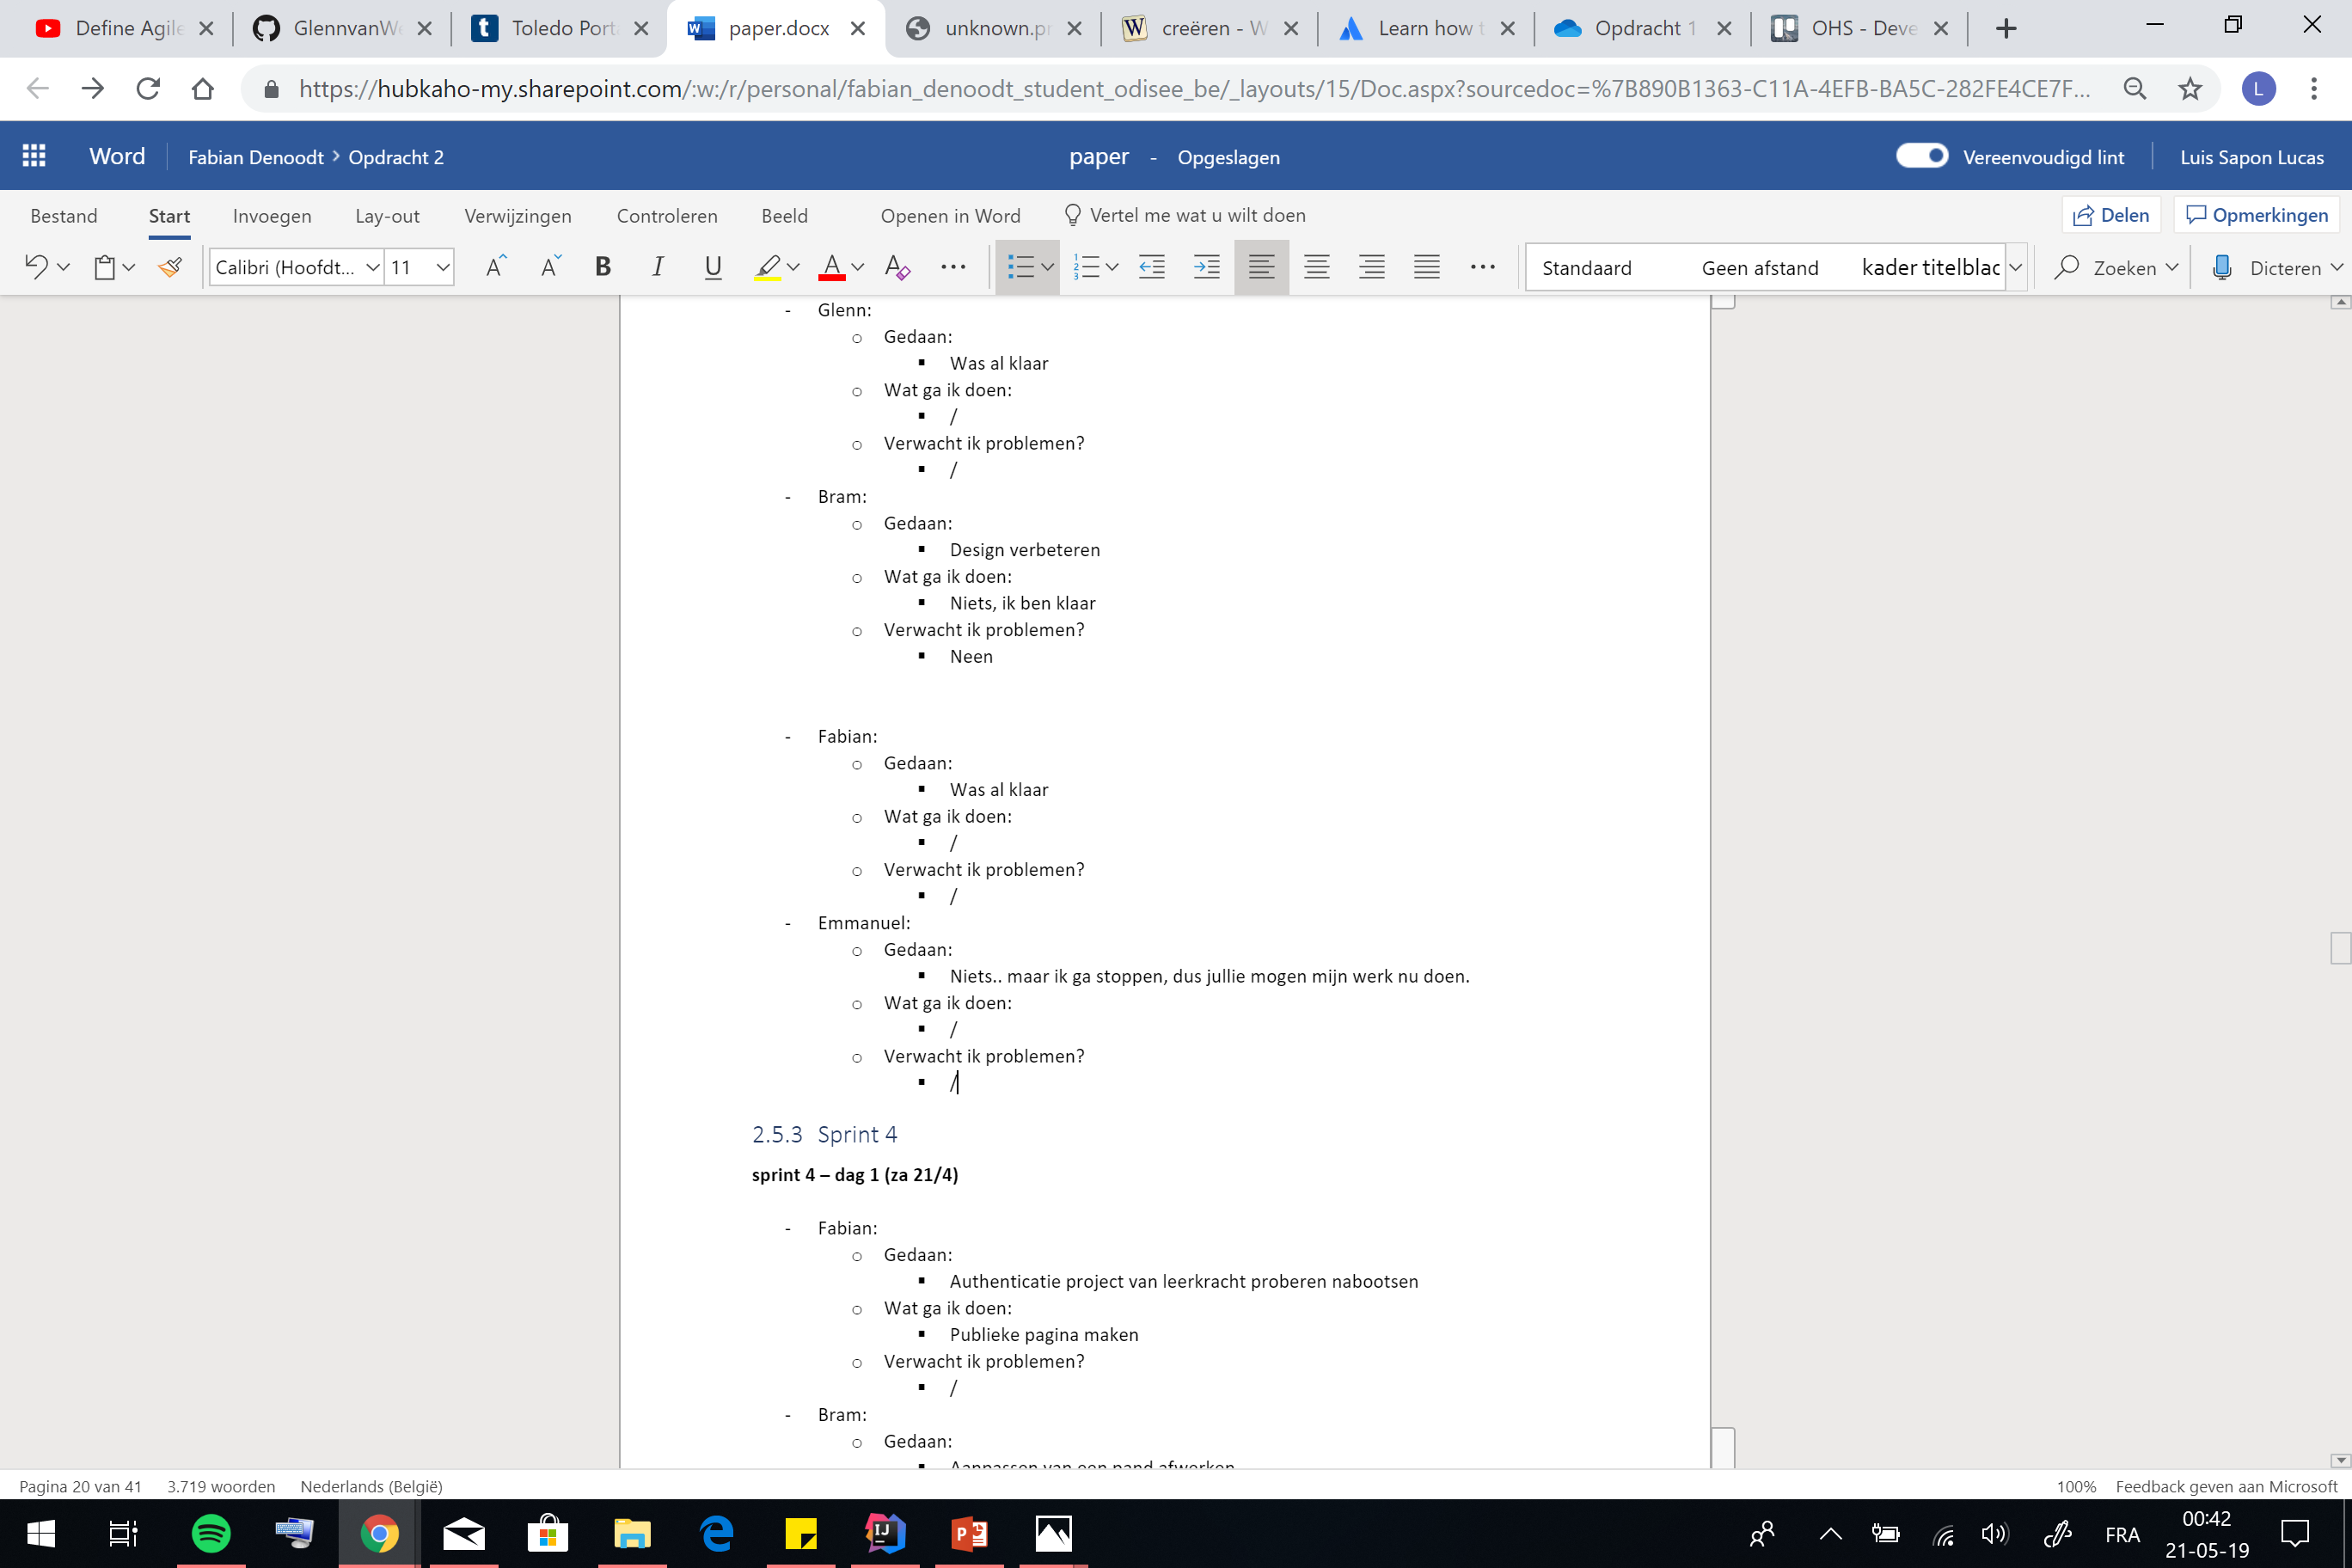 Define Agile
GlennvanWe
Toledo Porta
paper.docx
unknown.pr
creëren - W
Learn how t
Opdracht 1
OHS - Deve
https://hubkaho-my.sharepoint.com/:w:/r/personal/fabian_denoodt_student_odisee_be/_layouts/15/Doc.aspx?sourcedoc=%7B890B1363-C11A-4EFB-BA5C-282FE4CE7F...
L
Word Fabian Denoodt > Opdracht 2
paper - Opgeslagen
Vereenvoudigd lint
Luis Sapon Lucas
Bestand Start Invoegen Lay-out Verwijzingen Controleren Beeld Openen in Word Vertel me wat u wilt doen Delen Opmerkingen
Calibri (Hoofdt... 11 Standaard Geen afstand kader titelblac Zoeken Dicteren
- Glenn:
o Gedaan:
▪ Was al klaar
o Wat ga ik doen:
▪ /
o Verwacht ik problemen?
▪ /
- Bram:
o Gedaan:
▪ Design verbeteren
o Wat ga ik doen:
▪ Niets, ik ben klaar
o Verwacht ik problemen?
▪ Neen
- Fabian:
o Gedaan:
▪ Was al klaar
o Wat ga ik doen:
▪ /
o Verwacht ik problemen?
▪ /
- Emmanuel:
o Gedaan:
▪ Niets.. maar ik ga stoppen, dus jullie mogen mijn werk nu doen.
o Wat ga ik doen:
▪ /
o Verwacht ik problemen?
▪ /
2.5.3 Sprint 4
sprint 4 – dag 1 (za 21/4)
- Fabian:
o Gedaan:
▪ Authenticatie project van leerkracht proberen nabootsen
o Wat ga ik doen:
▪ Publieke pagina maken
o Verwacht ik problemen?
▪ /
- Bram:
o Gedaan:
▪ Aanpassen van een pand afwerken
Pagina 20 van 41 3.719 woorden Nederlands (België) 100% Feedback geven aan Microsoft
FRA
00:42
21-05-19